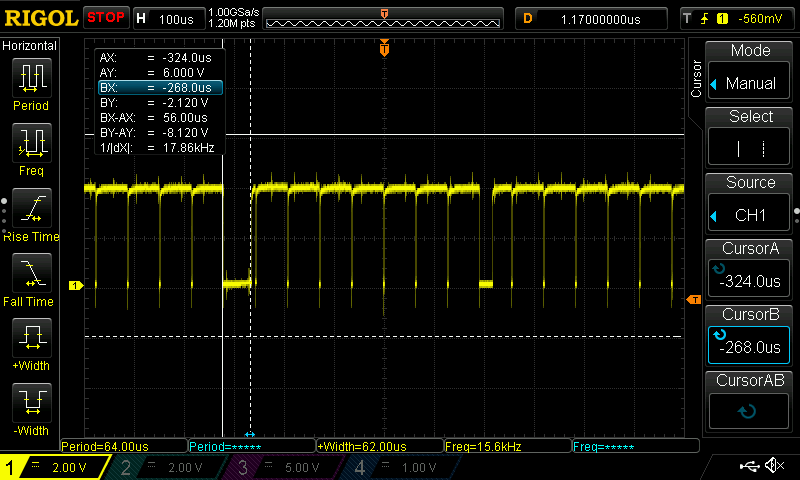 RIGOL STOP H 100us 1.00GSa/s D 1.17000000us T 1 -560mV
1.20M pts
Horizontal
Period
Freq
Rise Time
Fall Time
+Width
-Width
AX: = -324.0us
AY: = 6.000 V
BX: = -268.0us
BY: = -2.120 V
BX-AX: = 56.00us
BY-AY: = -8.120 V
1/|dX|: = 17.86kHz
T
1
T
Cursor
Mode
Manual
Select
Source
CH1
CursorA
-324.0us
CursorB
-268.0us
CursorAB
Period=64.00us Period=***** +Width=62.00us Freq=15.6kHz Freq=*****
1 = 2.00 V 2 = 2.00 V 3 = 5.00 V 4 = 1.00 V